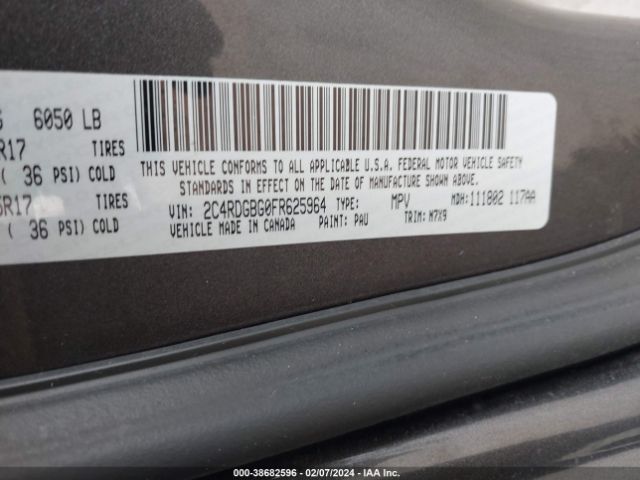 6050 LB
R17 TIRES
( 36 PSI) COLD
5R17 TIRES
( 36 PSI) COLD
THIS VEHICLE CONFORMS TO ALL APPLICABLE U.S.A. FEDERAL MOTOR VEHICLE SAFETY
STANDARDS IN EFFECT ON THE DATE OF MANUFACTURE SHOWN ABOVE.
VIN: 2C4RDGBG0FR625964 TYPE: MPV MDH: 111802 117AA
VEHICLE MADE IN CANADA PAINT: PAU TRIM: M7X9
000-38682596 - 02/07/2024 - IAA Inc.